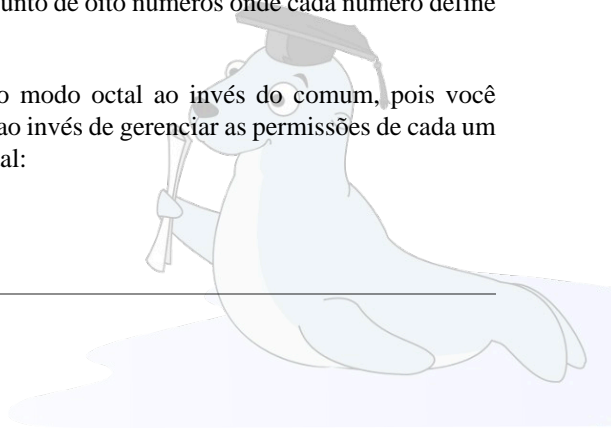 unto de oito números onde cada número define
o modo octal ao invés do comum, pois você
ao invés de gerenciar as permissões de cada um
al: